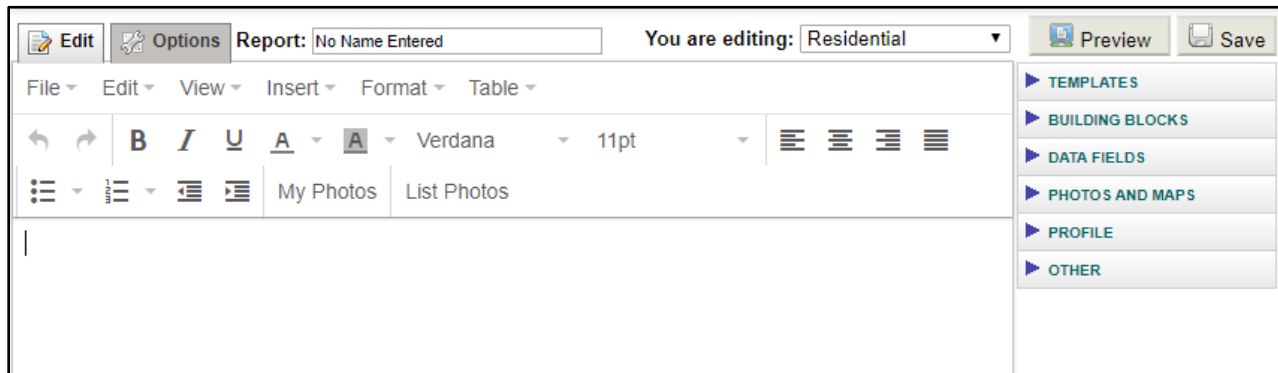 Edit Options Report: No Name Entered You are editing: Residential Preview Save
File Edit View Insert Format Table
B I U A A Verdana 11pt
My Photos List Photos
TEMPLATES
BUILDING BLOCKS
DATA FIELDS
PHOTOS AND MAPS
PROFILE
OTHER